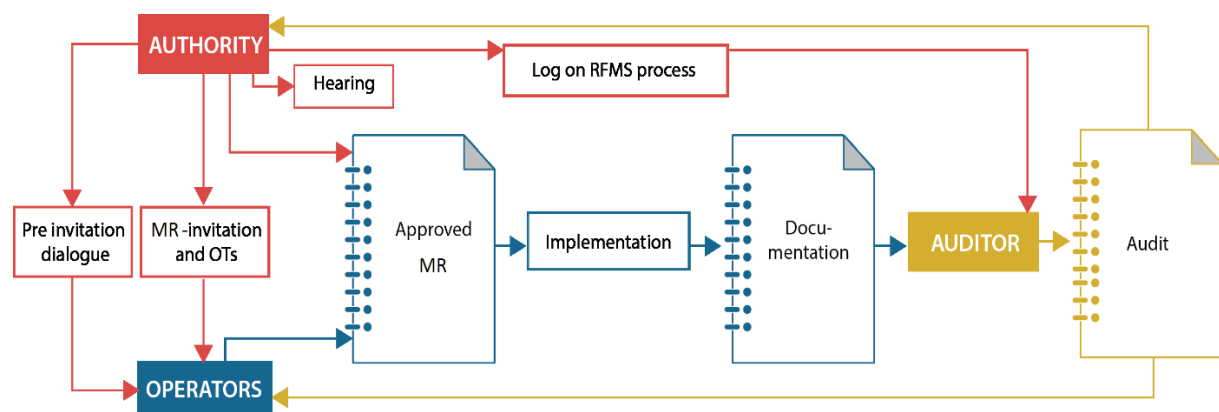 AUTHORITY
Log on RFMS process
Hearing
Pre invitation
dialogue
MR -invitation
and OTs
Approved
MR
Implementation
Docu-
mentation
AUDITOR
Audit
OPERATORS